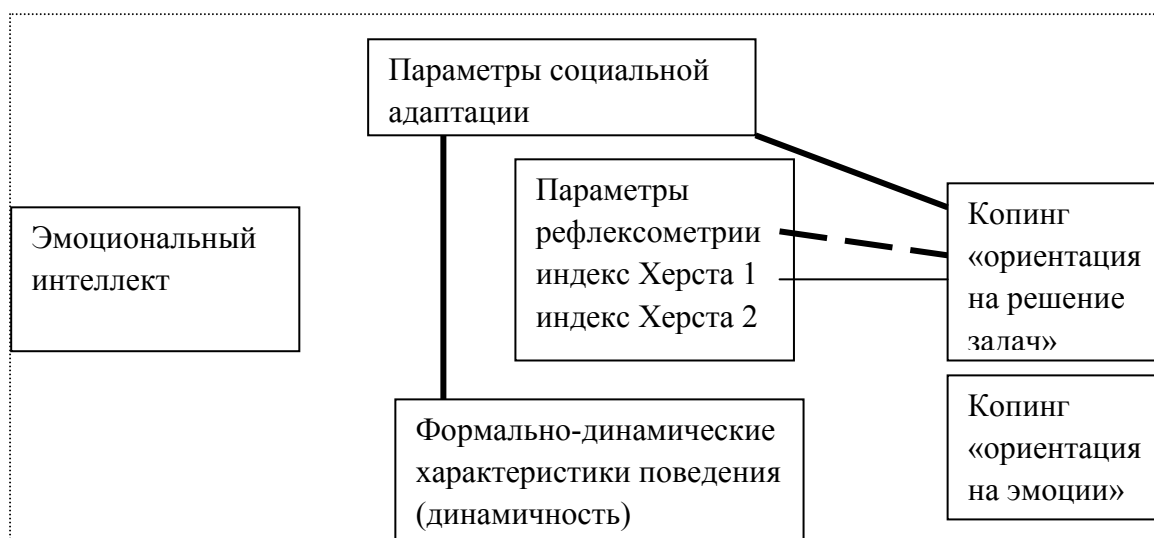 Параметры социальной
адаптации
Эмоциональный
интеллект
Параметры
рефлексометрии
индекс Херста 1
индекс Херста 2
Копинг
«ориентация
на решение
задач»
Формально-динамические
характеристики поведения
(динамичность)
Копинг
«ориентация
на эмоции»